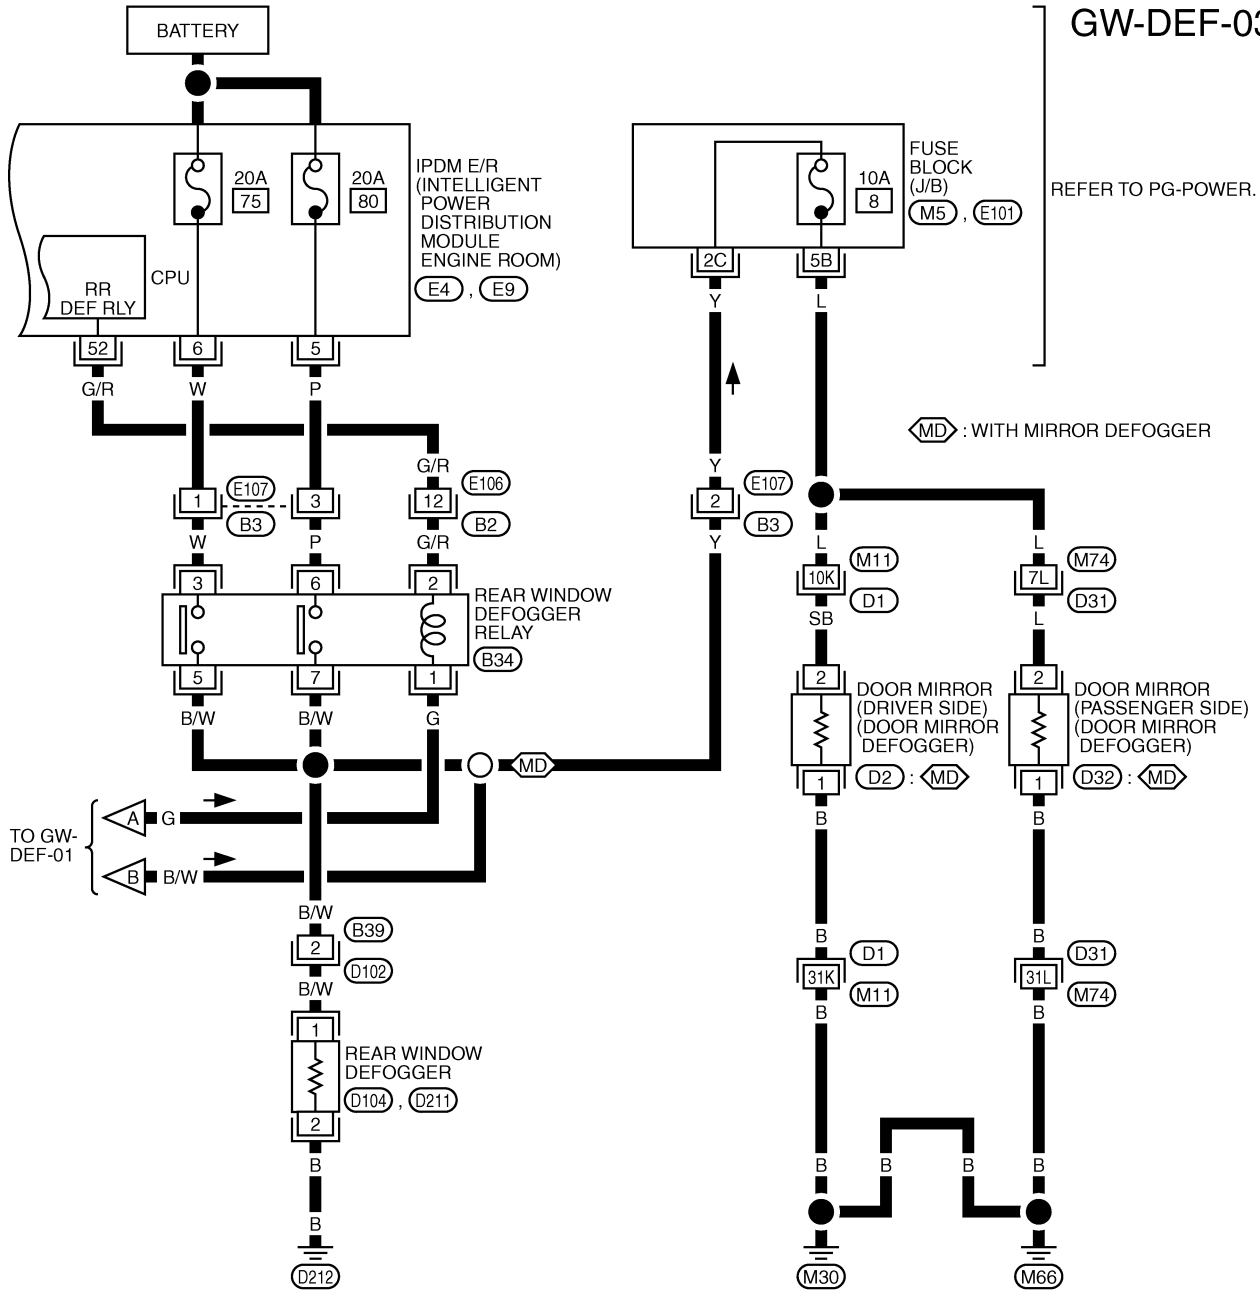 GW-DEF-03
BATTERY
20A
75
20A
80
IPDM E/R
(INTELLIGENT
POWER
DISTRIBUTION
MODULE
ENGINE ROOM)
E4 , E9
CPU
RR
DEF RLY
10A
8
FUSE
BLOCK
(J/B)
M5 , E101
REFER TO PG-POWER.
52
6
5
2C
5B
G/R
W
P
Y
L
MD : WITH MIRROR DEFOGGER
G/R
Y
1
E107
B3
3
12
E106
B2
2
E107
B3
W
P
G/R
Y
L
L
10K
M11
D1
7L
M74
D31
SB
L
3
6
2
REAR WINDOW
DEFOGGER
RELAY
B34
5
7
1
2
2
B/W
B/W
G
DOOR MIRROR
(DRIVER SIDE)
(DOOR MIRROR
DEFOGGER)
D2 : MD
DOOR MIRROR
(PASSENGER SIDE)
(DOOR MIRROR
DEFOGGER)
D32 : MD
MD
1
1
TO GW-
DEF-01
A
G
B
B/W
B
B
B/W
B39
2
D102
B/W
B
B
D1
31K
M11
D31
31L
M74
B
B
1
REAR WINDOW
DEFOGGER
D104 , D211
2
B
B
D212
B
B
B
B
M30
M66